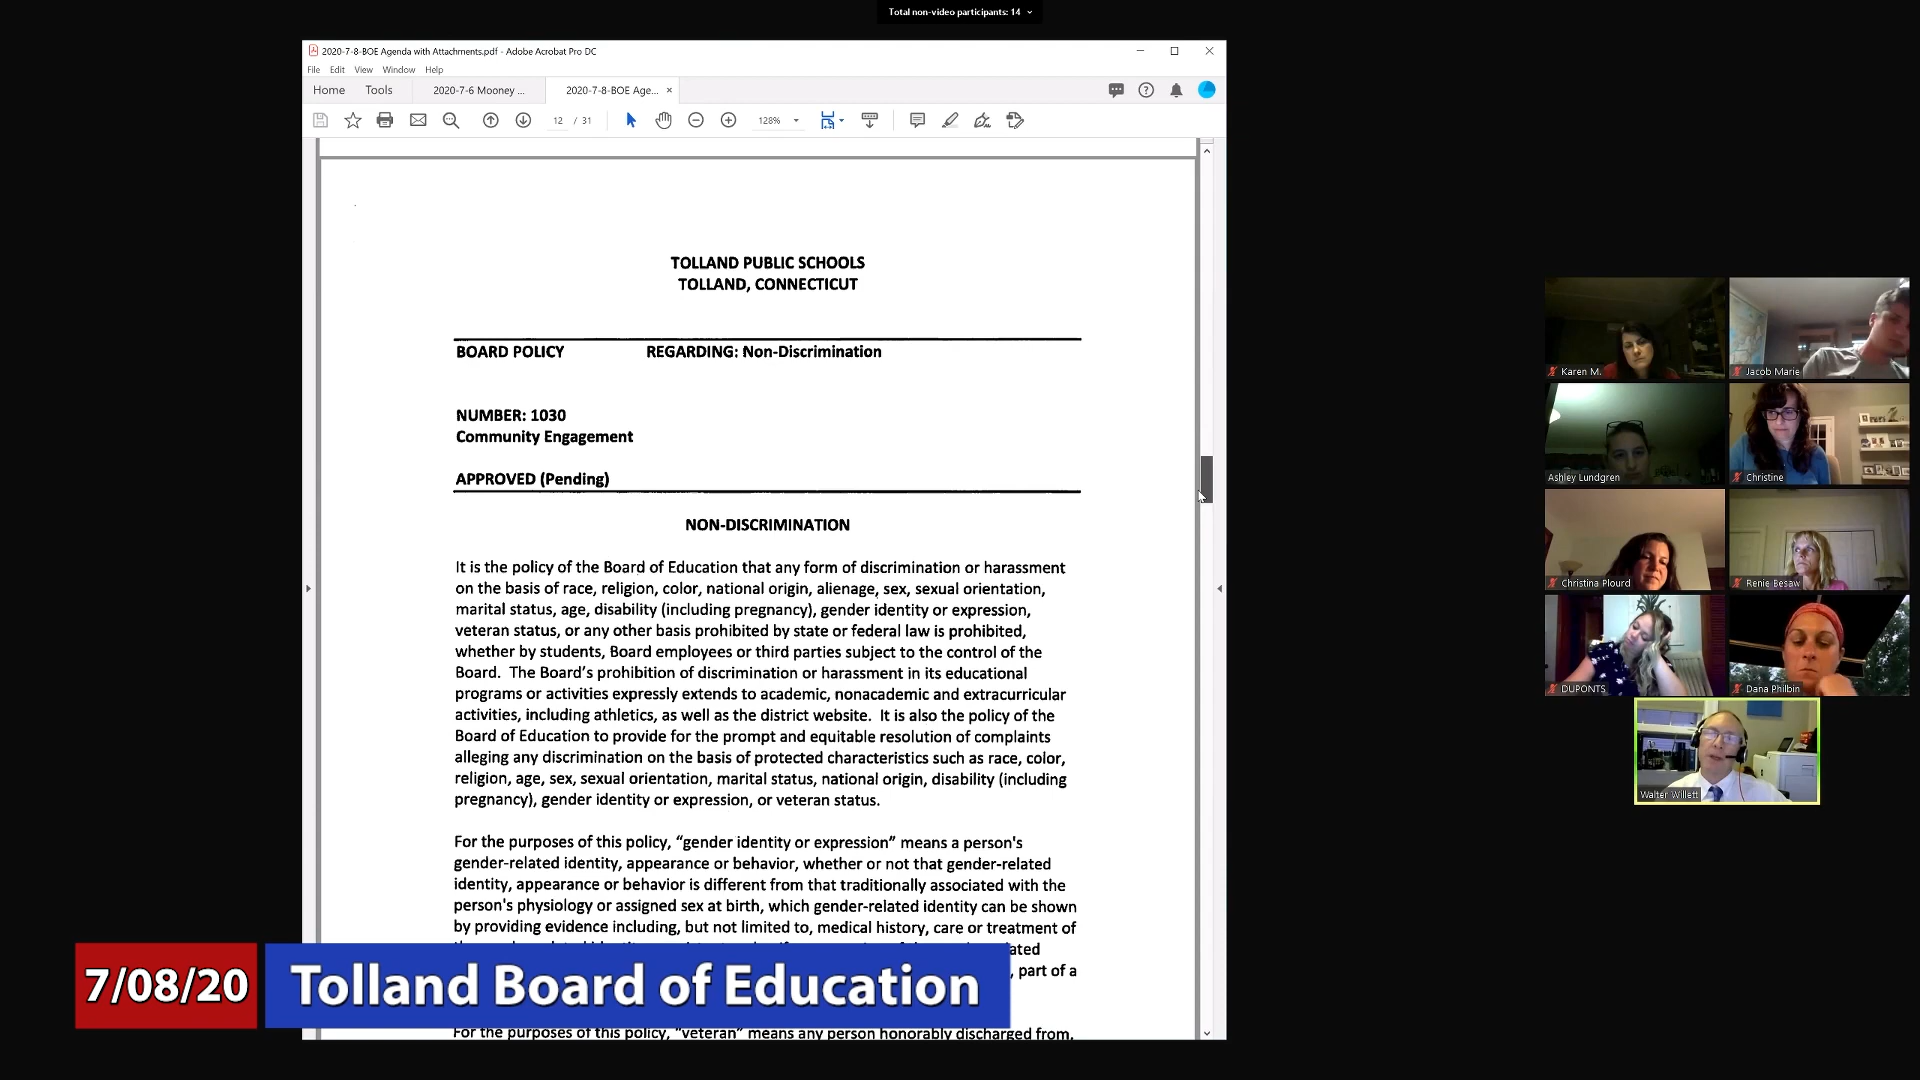 Total non-video participants: 14
2020-7-8-BOE Agenda with Attachments.pdf - Adobe Acrobat Pro DC
File Edit View Window Help
Home Tools 2020-7-6 Mooney ... 2020-7-8-BOE Age... ×
12 / 31 128%
TOLLAND PUBLIC SCHOOLS
TOLLAND, CONNECTICUT
BOARD POLICY REGARDING: Non-Discrimination
NUMBER: 1030
Community Engagement
APPROVED (Pending)
NON-DISCRIMINATION
It is the policy of the Board of Education that any form of discrimination or harassment
on the basis of race, religion, color, national origin, alienage, sex, sexual orientation,
marital status, age, disability (including pregnancy), gender identity or expression,
veteran status, or any other basis prohibited by state or federal law is prohibited,
whether by students, Board employees or third parties subject to the control of the
Board. The Board's prohibition of discrimination or harassment in its educational
programs or activities expressly extends to academic, nonacademic and extracurricular
activities, including athletics, as well as the district website. It is also the policy of the
Board of Education to provide for the prompt and equitable resolution of complaints
alleging any discrimination on the basis of protected characteristics such as race, color,
religion, age, sex, sexual orientation, marital status, national origin, disability (including
pregnancy), gender identity or expression, or veteran status.
For the purposes of this policy, "gender identity or expression" means a person's
gender-related identity, appearance or behavior, whether or not that gender-related
identity, appearance or behavior is different from that traditionally associated with the
person's physiology or assigned sex at birth, which gender-related identity can be shown
by providing evidence including, but not limited to, medical history, care or treatment of
, part of a
For the purposes of this policy, "veteran" means any person honorably discharged from,
7/08/20 Tolland Board of Education
Karen M.
Jacob Marie
Ashley Lundgren
Christine
Christina Plourd
Renie Besaw
DUPONTS
Dana Philbin
Walter Willett